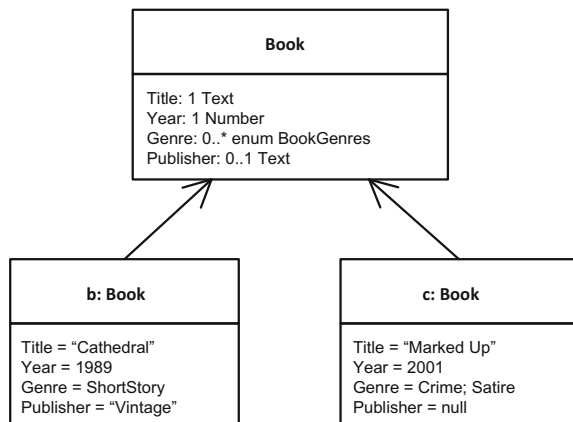 Book
Title: 1 Text
Year: 1 Number
Genre: 0..* enum BookGenres
Publisher: 0..1 Text
b: Book
Title = “Cathedral”
Year = 1989
Genre = ShortStory
Publisher = “Vintage”
c: Book
Title = “Marked Up”
Year = 2001
Genre = Crime; Satire
Publisher = null